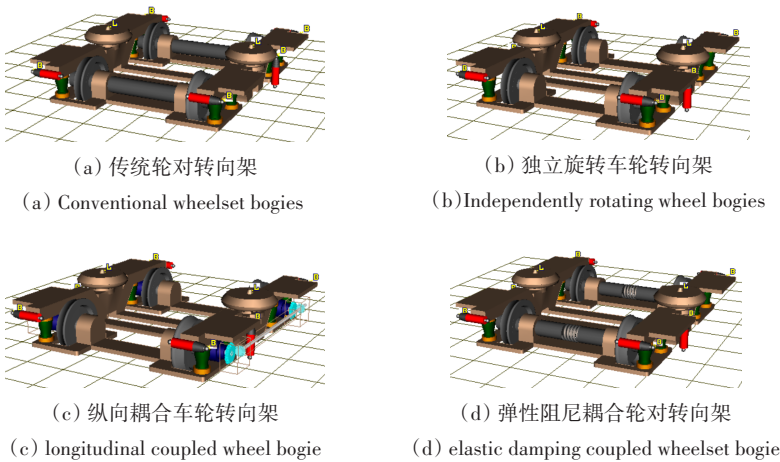 (a) 传统轮对转向架
(b) 独立旋转车轮转向架
(a) Conventional wheelset bogies
(b)Independently rotating wheel bogies
(c) 纵向耦合车轮转向架
(d) 弹性阻尼耦合轮对转向架
(c) longitudinal coupled wheel bogie
(d) elastic damping coupled wheelset bogie